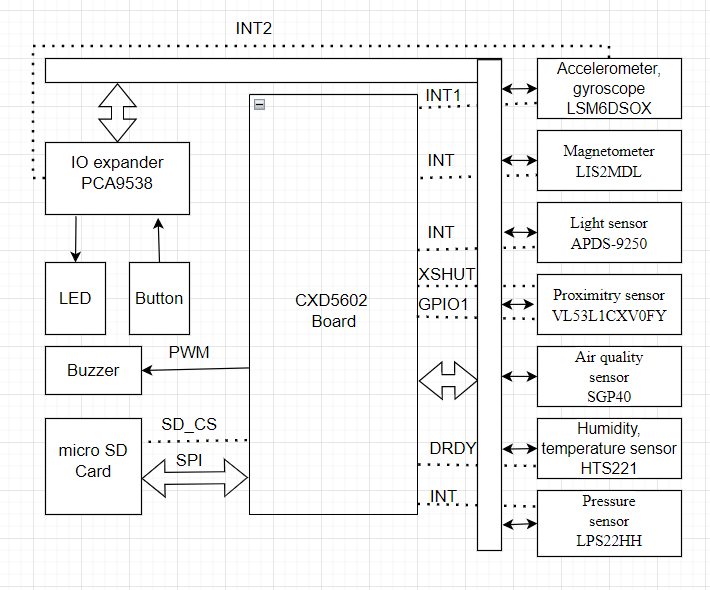 INT2
Accelerometer,
gyroscope
LSM6DSOX
INT1
IO expander
PCA9538
INT
Magnetometer
LIS2MDL
INT
Light sensor
APDS-9250
LED
Button
CXD5602
Board
XSHUT
GPIO1
Proximitry sensor
VL53L1CXV0FY
Buzzer
PWM
Air quality
sensor
SGP40
micro SD
Card
SD_CS
SPI
DRDY
Humidity,
temperature sensor
HTS221
INT
Pressure
sensor
LPS22HH